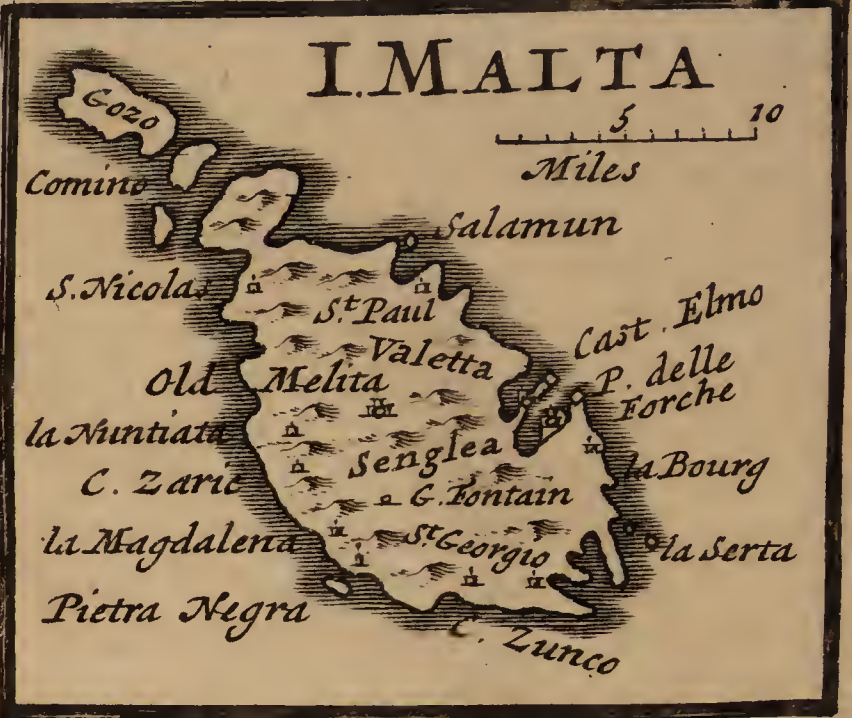 I. MALTA
5 10
Miles
Gozo
Comino
Salamun
S. Nicolas
St. Paul
Cast. Elmo
Valetta
P. delle
Forche
Old Melita
la Nuntiata
Senglea
la Bourg
C. Zaric
G. Fontain
la Magdalena
St Georgio
la Serta
Pietra Negra
C. Zunco